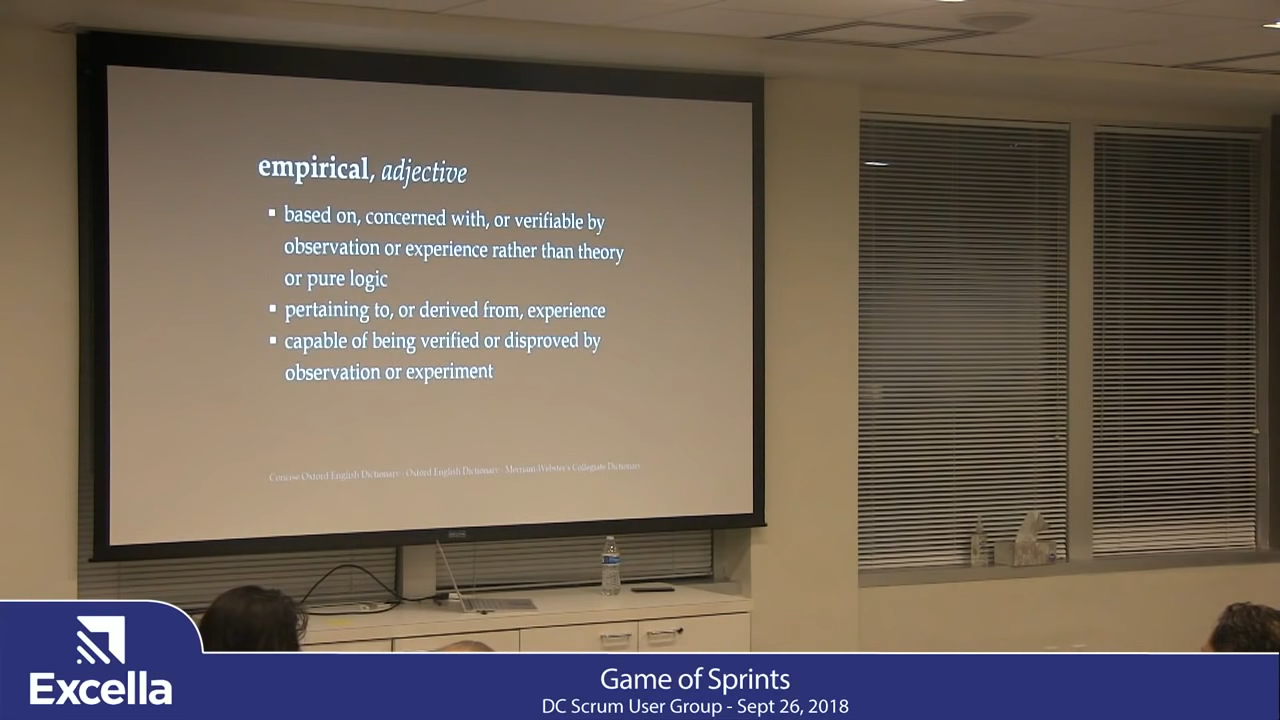 empirical, adjective
▪ based on, concerned with, or verifiable by
observation or experience rather than theory
or pure logic
▪ pertaining to, or derived from, experience
▪ capable of being verified or disproved by
observation or experiment
Concise Oxford English Dictionary - Oxford English Dictionary - Merriam-Webster's Collegiate Dictionary
Excella
Game of Sprints
DC Scrum User Group - Sept 26, 2018